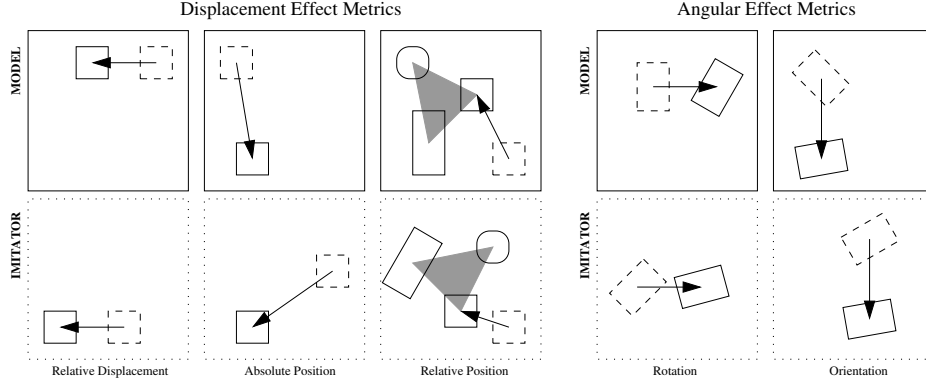 Displacement Effect Metrics
Angular Effect Metrics
MODEL
MODEL
IMITATOR
IMITATOR
Relative Displacement
Absolute Position
Relative Position
Rotation
Orientation